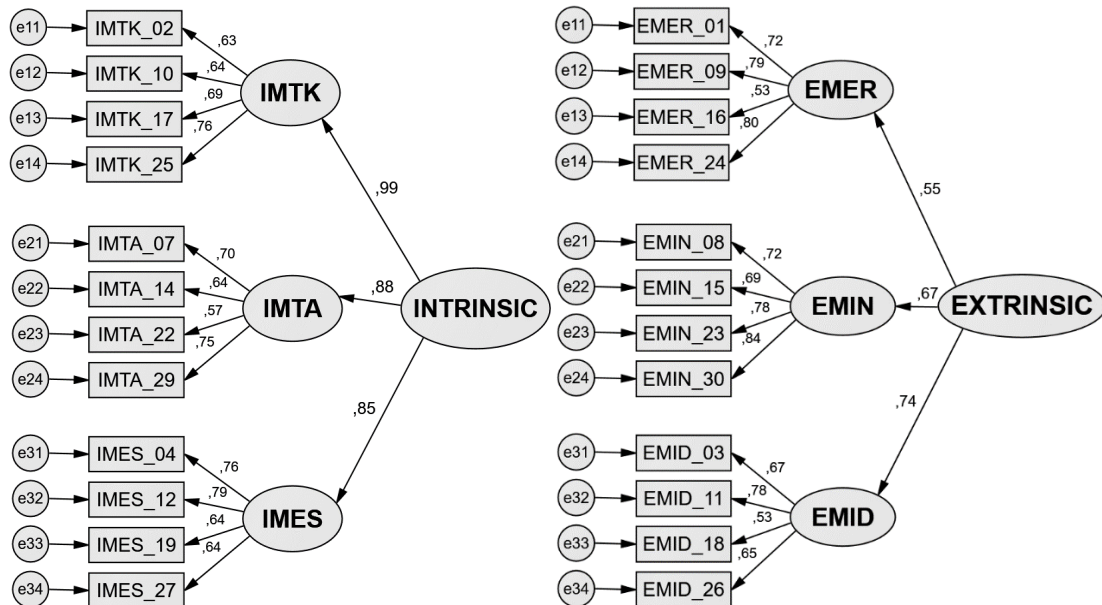 e11 IMTK_02 ,63
e12 IMTK_10 ,64
e13 IMTK_17 ,69
e14 IMTK_25 ,76
IMTK
,99
e21 IMTA_07 ,70
e22 IMTA_14 ,64
e23 IMTA_22 ,57
e24 IMTA_29 ,75
IMTA
,88
INTRINSIC
e31 IMES_04 ,76
e32 IMES_12 ,79
e33 IMES_19 ,64
e34 IMES_27 ,64
IMES
,85
e11 EMER_01 ,72
e12 EMER_09 ,79
e13 EMER_16 ,53
e14 EMER_24 ,80
EMER
,55
e21 EMIN_08 ,72
e22 EMIN_15 ,69
e23 EMIN_23 ,78
e24 EMIN_30 ,84
EMIN
,67
EXTRINSIC
e31 EMID_03 ,67
e32 EMID_11 ,78
e33 EMID_18 ,53
e34 EMID_26 ,65
EMID
,74